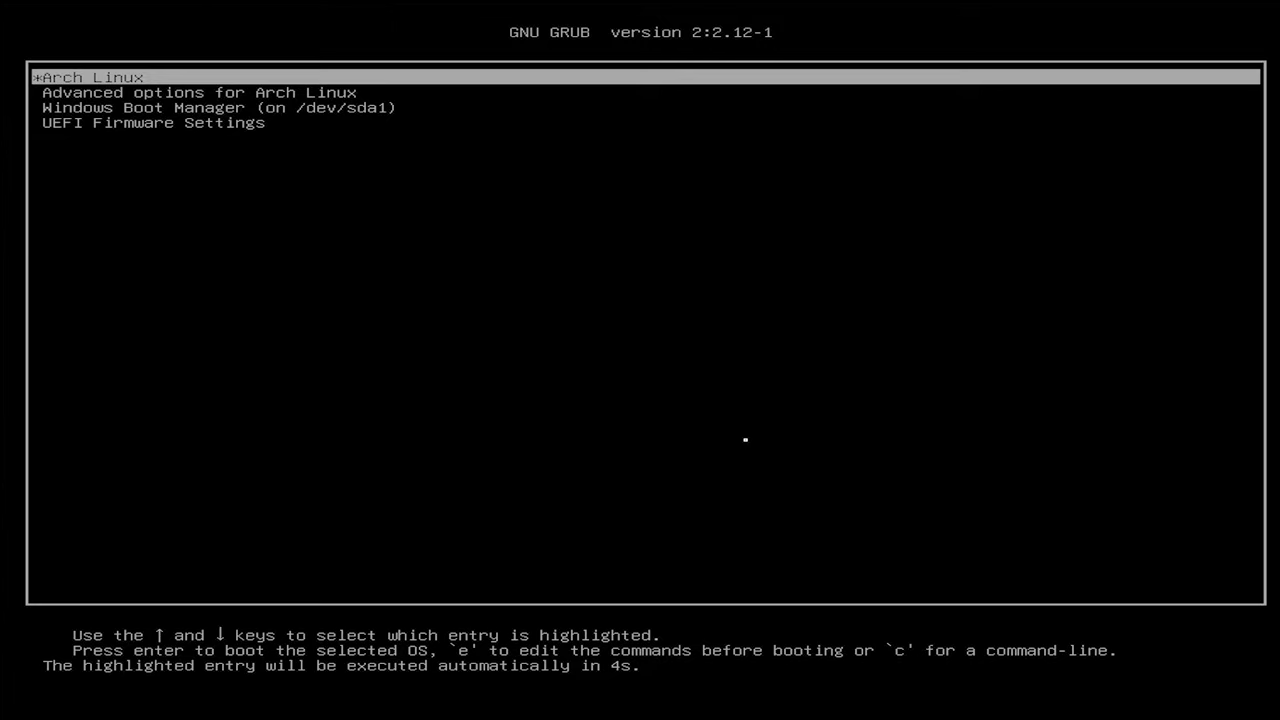 GNU GRUB  version 2:2.12-1
*Arch Linux
Advanced options for Arch Linux
Windows Boot Manager (on /dev/sda1)
UEFI Firmware Settings
Use the ↑ and ↓ keys to select which entry is highlighted.
Press enter to boot the selected OS, `e' to edit the commands before booting or `c' for a command-line.
The highlighted entry will be executed automatically in 4s.